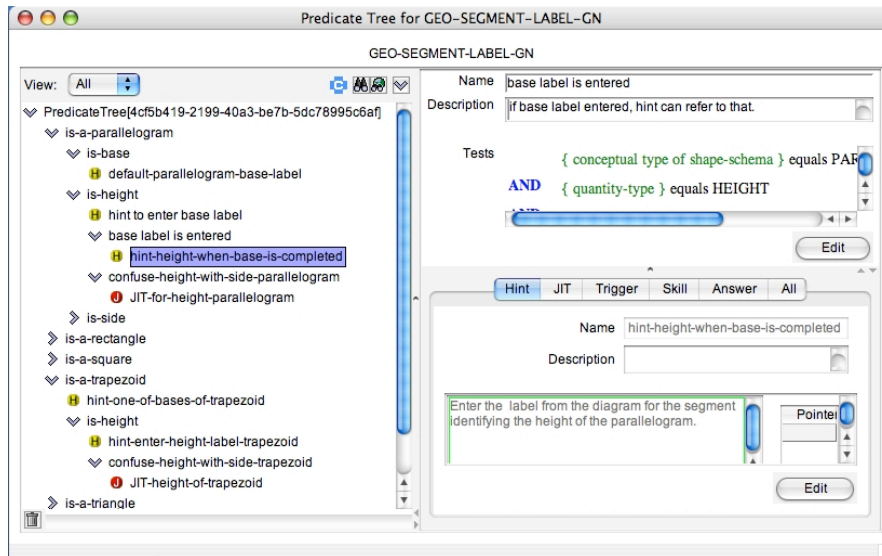 Predicate Tree for GEO-SEGMENT-LABEL-GN
GEO-SEGMENT-LABEL-GN
View: All
PredicateTree[4cf5b419-2199-40a3-be7b-5dc78995c6af]
is-a-parallelogram
is-base
H default-parallelogram-base-label
is-height
H hint to enter base label
base label is entered
H hint-height-when-base-is-completed
confuse-height-with-side-parallelogram
J JIT-for-height-parallelogram
is-side
is-a-rectangle
is-a-square
is-a-trapezoid
H hint-one-of-bases-of-trapezoid
is-height
H hint-enter-height-label-trapezoid
confuse-height-with-side-trapezoid
J JIT-height-of-trapezoid
is-a-triangle
Name base label is entered
Description if base label entered, hint can refer to that.
Tests { conceptual type of shape-schema } equals PAR
AND { quantity-type } equals HEIGHT
AND
Edit
Hint JIT Trigger Skill Answer All
Name hint-height-when-base-is-completed
Description
Enter the label from the diagram for the segment
identifying the height of the parallelogram.
Pointer
Edit